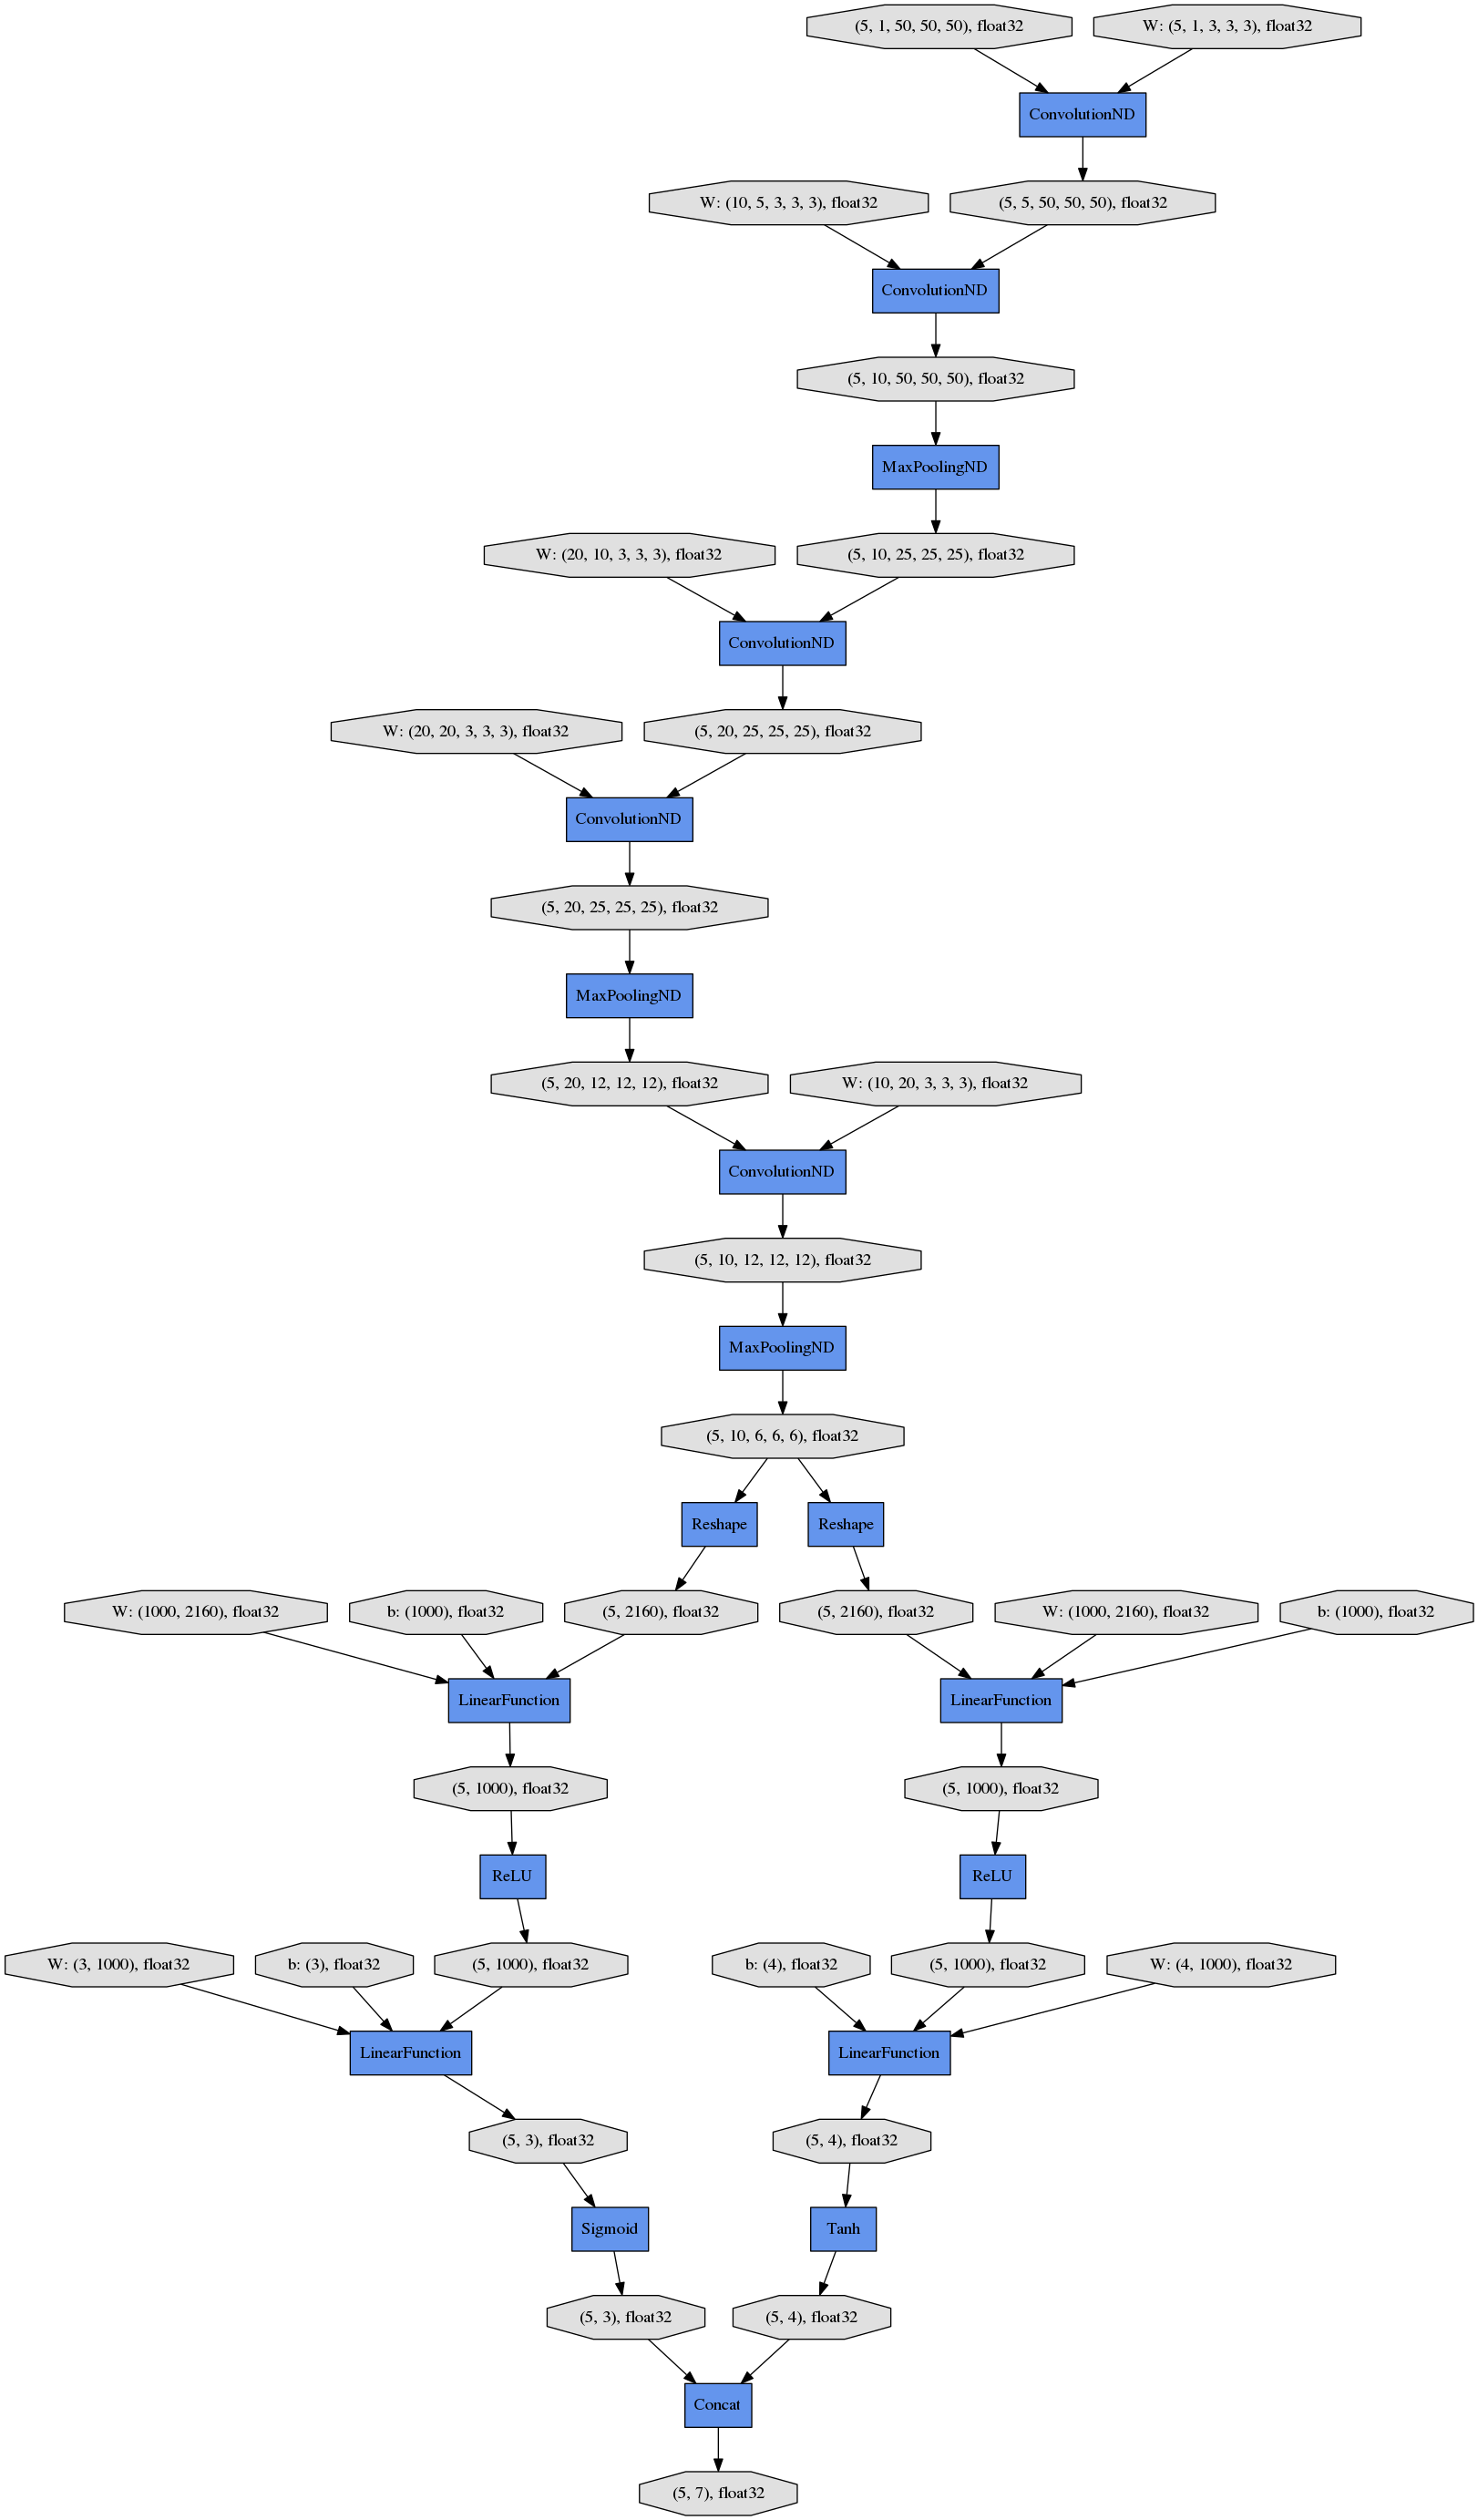 (5, 1, 50, 50, 50), float32
W: (5, 1, 3, 3, 3), float32
ConvolutionND
W: (10, 5, 3, 3, 3), float32
(5, 5, 50, 50, 50), float32
ConvolutionND
(5, 10, 50, 50, 50), float32
MaxPoolingND
W: (20, 10, 3, 3, 3), float32
(5, 10, 25, 25, 25), float32
ConvolutionND
W: (20, 20, 3, 3, 3), float32
(5, 20, 25, 25, 25), float32
ConvolutionND
(5, 20, 25, 25, 25), float32
MaxPoolingND
(5, 20, 12, 12, 12), float32
W: (10, 20, 3, 3, 3), float32
ConvolutionND
(5, 10, 12, 12, 12), float32
MaxPoolingND
(5, 10, 6, 6, 6), float32
Reshape
Reshape
W: (1000, 2160), float32
b: (1000), float32
(5, 2160), float32
(5, 2160), float32
W: (1000, 2160), float32
b: (1000), float32
LinearFunction
LinearFunction
(5, 1000), float32
(5, 1000), float32
ReLU
ReLU
W: (3, 1000), float32
b: (3), float32
(5, 1000), float32
b: (4), float32
(5, 1000), float32
W: (4, 1000), float32
LinearFunction
LinearFunction
(5, 3), float32
(5, 4), float32
Sigmoid
Tanh
(5, 3), float32
(5, 4), float32
Concat
(5, 7), float32